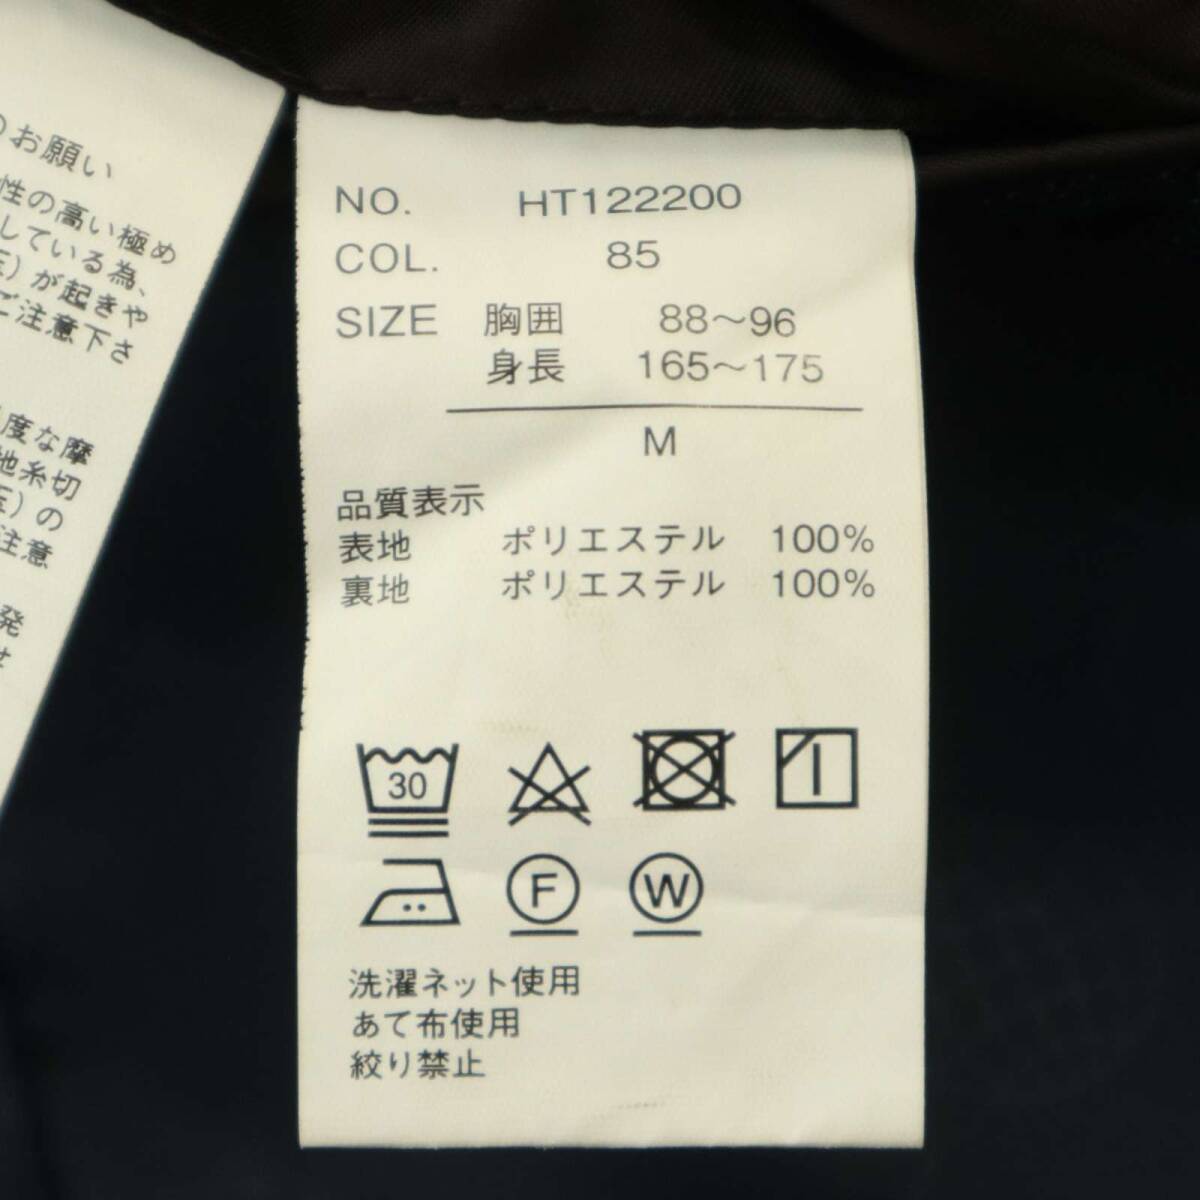 のお願い
性の高い極め
している為、
が起きや
ご注意下さ
度な摩
地糸切
の
注意
発
NO. HT122200
COL. 85
SIZE 胸囲 88～96
身長 165～175
M
品質表示
表地 ポリエステル 100%
裏地 ポリエステル 100%
30
F W
洗濯ネット使用
あて布使用
絞り禁止